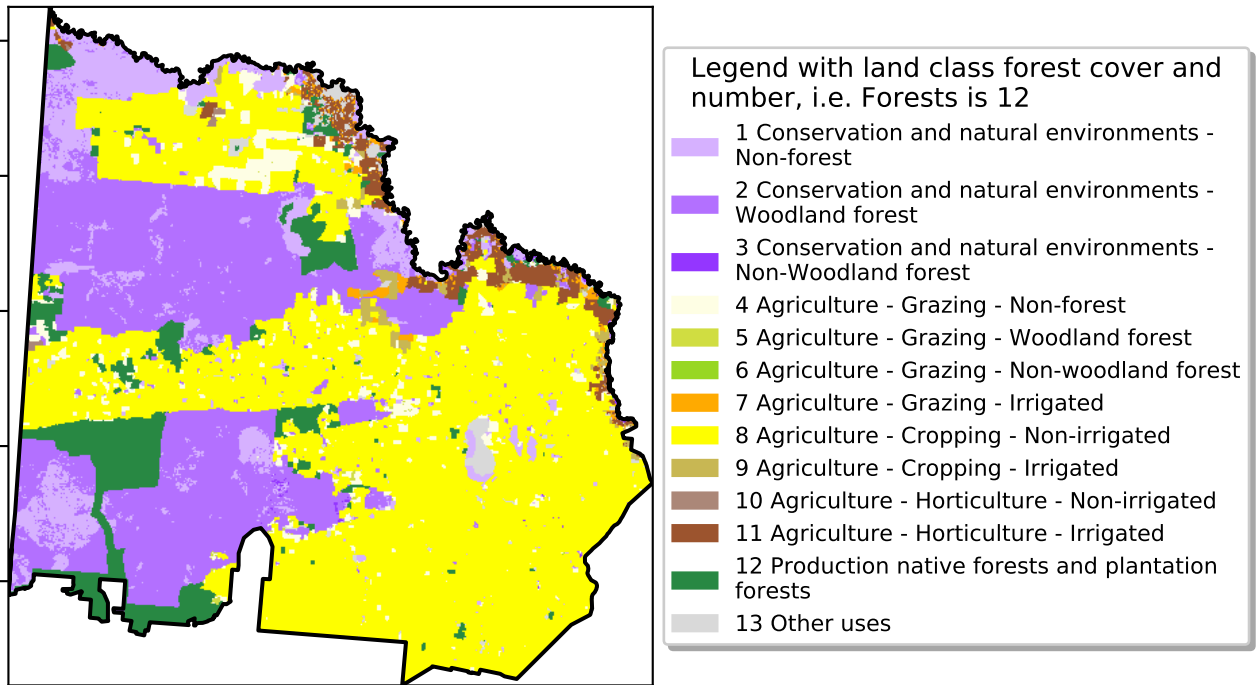 Legend with land class forest cover and
number, i.e. Forests is 12
1 Conservation and natural environments -
Non-forest
2 Conservation and natural environments -
Woodland forest
3 Conservation and natural environments -
Non-Woodland forest
4 Agriculture - Grazing - Non-forest
5 Agriculture - Grazing - Woodland forest
6 Agriculture - Grazing - Non-woodland forest
7 Agriculture - Grazing - Irrigated
8 Agriculture - Cropping - Non-irrigated
9 Agriculture - Cropping - Irrigated
10 Agriculture - Horticulture - Non-irrigated
11 Agriculture - Horticulture - Irrigated
12 Production native forests and plantation
forests
13 Other uses